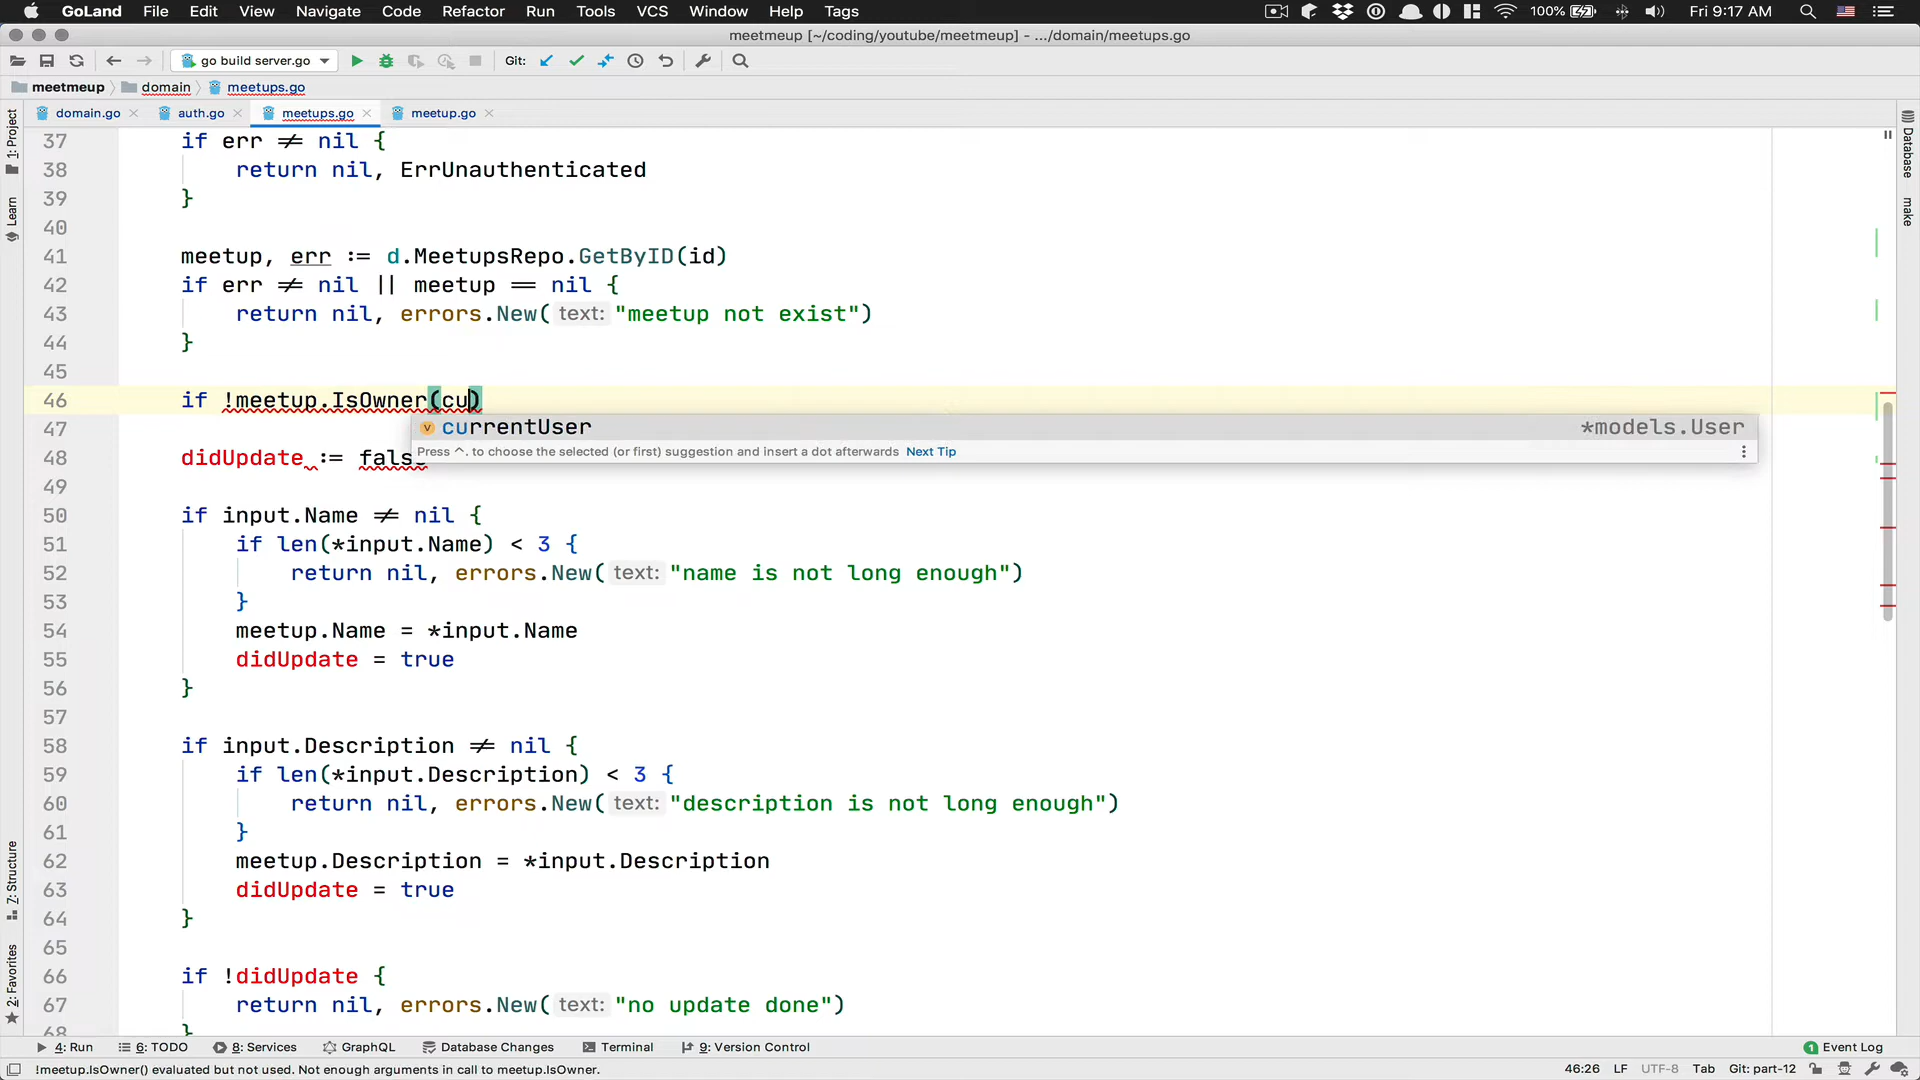 GoLand File Edit View Navigate Code Refactor Run Tools VCS Window Help Tags 100% Fri 9:17 AM
meetmeup [~/coding/youtube/meetmeup] - .../domain/meetups.go
go build server.go Git:
meetmeup domain meetups.go
domain.go auth.go meetups.go meetup.go
1: Project
Learn
Z: Structure
2: Favorites
Database
make
37 if err ≠ nil {
38 return nil, ErrUnauthenticated
39 }
40
41 meetup, err := d.MeetupsRepo.GetByID(id)
42 if err ≠ nil || meetup == nil {
43 return nil, errors.New( text: "meetup not exist")
44 }
45
46 if !meetup.IsOwner(cu)
currentUser *models.User
47
Press ^. to choose the selected (or first) suggestion and insert a dot afterwards Next Tip
48 didUpdate := false
49
50 if input.Name ≠ nil {
51 if len(*input.Name) < 3 {
52 return nil, errors.New( text: "name is not long enough")
53 }
54 meetup.Name = *input.Name
55 didUpdate = true
56 }
57
58 if input.Description ≠ nil {
59 if len(*input.Description) < 3 {
60 return nil, errors.New( text: "description is not long enough")
61 }
62 meetup.Description = *input.Description
63 didUpdate = true
64 }
65
66 if !didUpdate {
67 return nil, errors.New( text: "no update done")
68 }
4: Run 6: TODO 8: Services GraphQL Database Changes Terminal 9: Version Control 1 Event Log
!meetup.IsOwner() evaluated but not used. Not enough arguments in call to meetup.IsOwner. 46:26 LF UTF-8 Tab Git: part-12